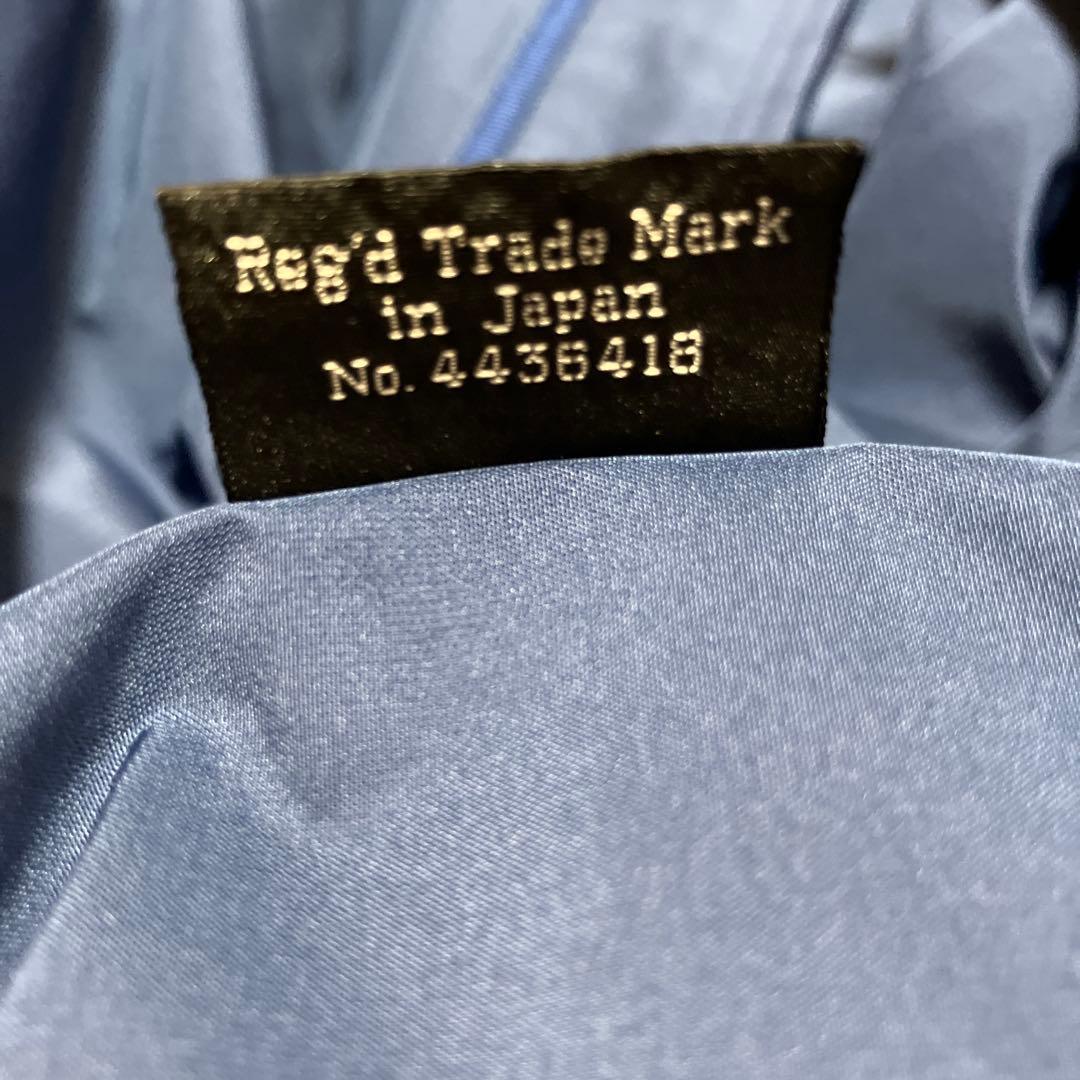 Reg'd Trade Mark
in Japan
No. 4436418